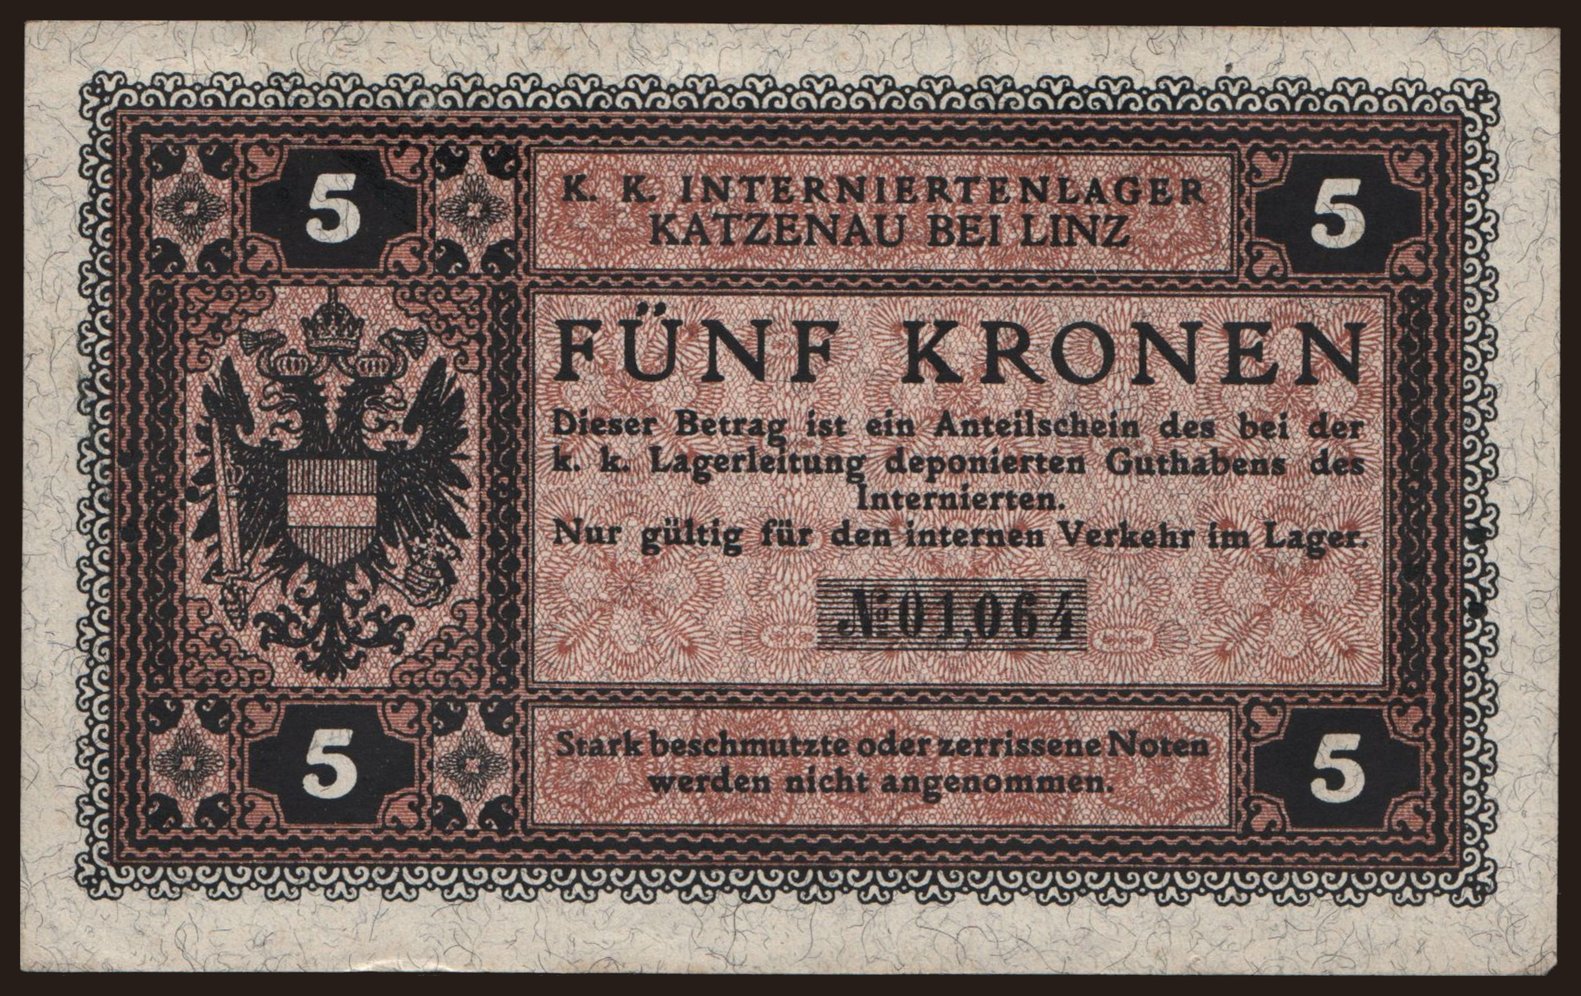 5
K. K. INTERNIERTENLAGER
KATZENAU BEI LINZ
5
FÜNF KRONEN
Dieser Betrag ist ein Anteilschein des bei der
k. k. Lagerleitung deponierten Guthabens des
Internierten.
Nur gültig für den internen Verkehr im Lager.
№ 01,064
5
Stark beschmutzte oder zerrissene Noten
werden nicht angenommen.
5